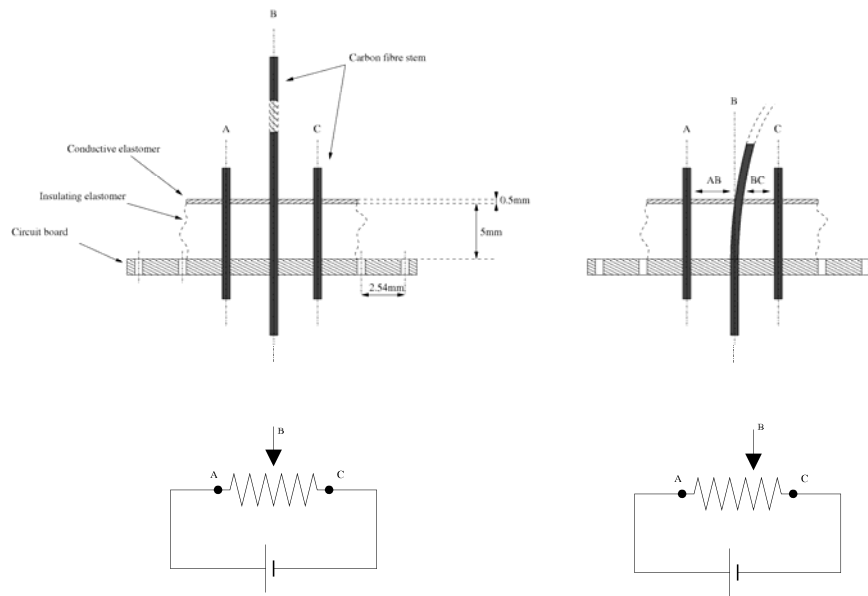 B
Carbon fibre stem
A
C
Conductive elastomer
Insulating elastomer
Circuit board
0.5mm
5mm
2.54mm
B
A
C
AB
BC
B
A
C
B
A
C